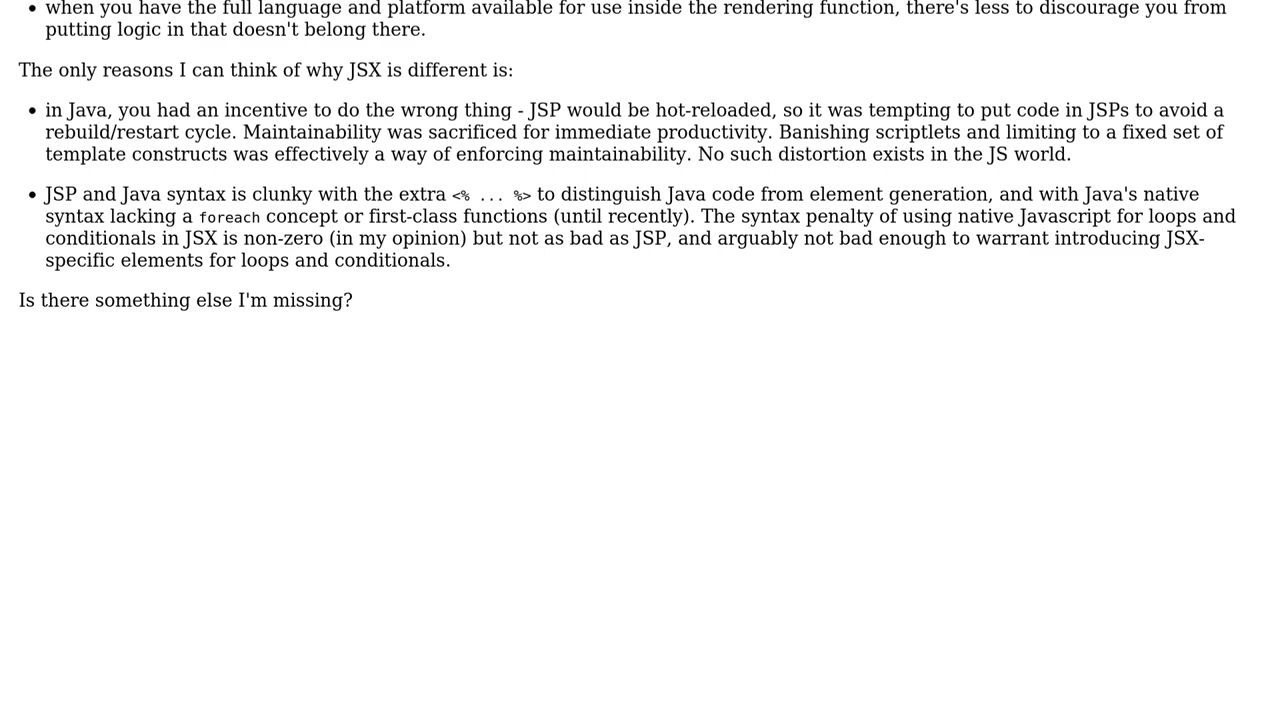 • when you have the full language and platform available for use inside the rendering function, there's less to discourage you from
putting logic in that doesn't belong there.
The only reasons I can think of why JSX is different is:
• in Java, you had an incentive to do the wrong thing - JSP would be hot-reloaded, so it was tempting to put code in JSPs to avoid a
rebuild/restart cycle. Maintainability was sacrificed for immediate productivity. Banishing scriptlets and limiting to a fixed set of
template constructs was effectively a way of enforcing maintainability. No such distortion exists in the JS world.
• JSP and Java syntax is clunky with the extra <% ... %> to distinguish Java code from element generation, and with Java's native
syntax lacking a foreach concept or first-class functions (until recently). The syntax penalty of using native Javascript for loops and
conditionals in JSX is non-zero (in my opinion) but not as bad as JSP, and arguably not bad enough to warrant introducing JSX-
specific elements for loops and conditionals.
Is there something else I'm missing?